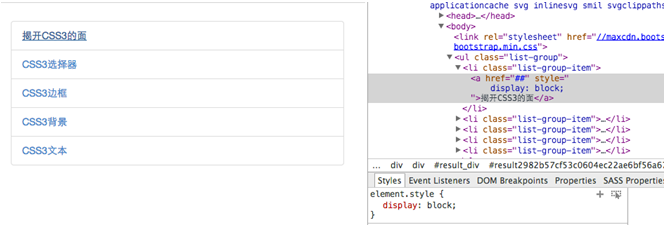 揭开CSS3的面
CSS3选择器
CSS3边框
CSS3背景
CSS3文本
applicationcache svg inlinesvg smil svgclippaths
▶<head>…</head>
▼<body>
<link rel="stylesheet" href="//maxcdn.boots
bootstrap.min.css">
▼<ul class="list-group">
▼<li class="list-group-item">
<a href="##" style="
display: block;
">揭开CSS3的面</a>
</li>
▶<li class="list-group-item">…</li>
▶<li class="list-group-item">…</li>
▶<li class="list-group-item">…</li>
▶<li class="list-group-item">…</li>
… div div #result_div #result2982b57cf53c0604ec22ae6bf56a6
Styles Event Listeners DOM Breakpoints Properties SASS Properties
element.style {
display: block;
}